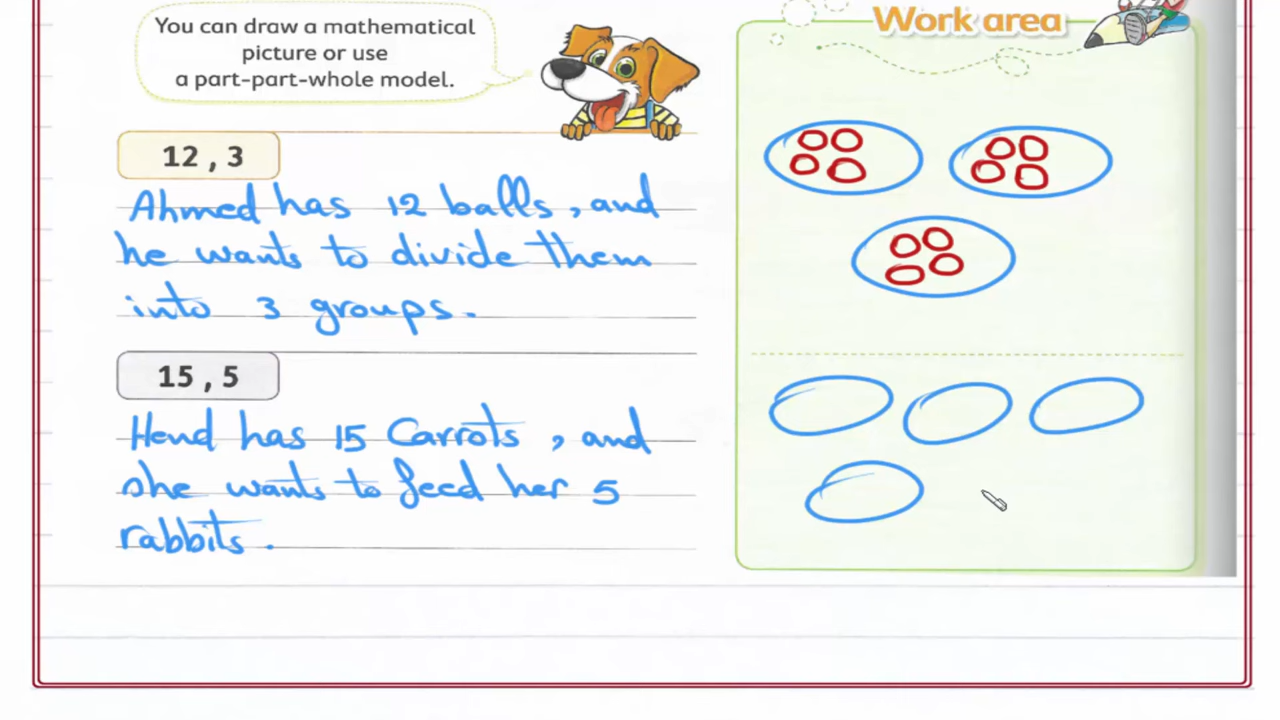 You can draw a mathematical
picture or use
a part-part-whole model.
Work area
12 , 3
Ahmed has 12 balls, and
he wants to divide them
into 3 groups.
15 , 5
Hend has 15 Carrots , and
she wants to feed her 5
rabbits.